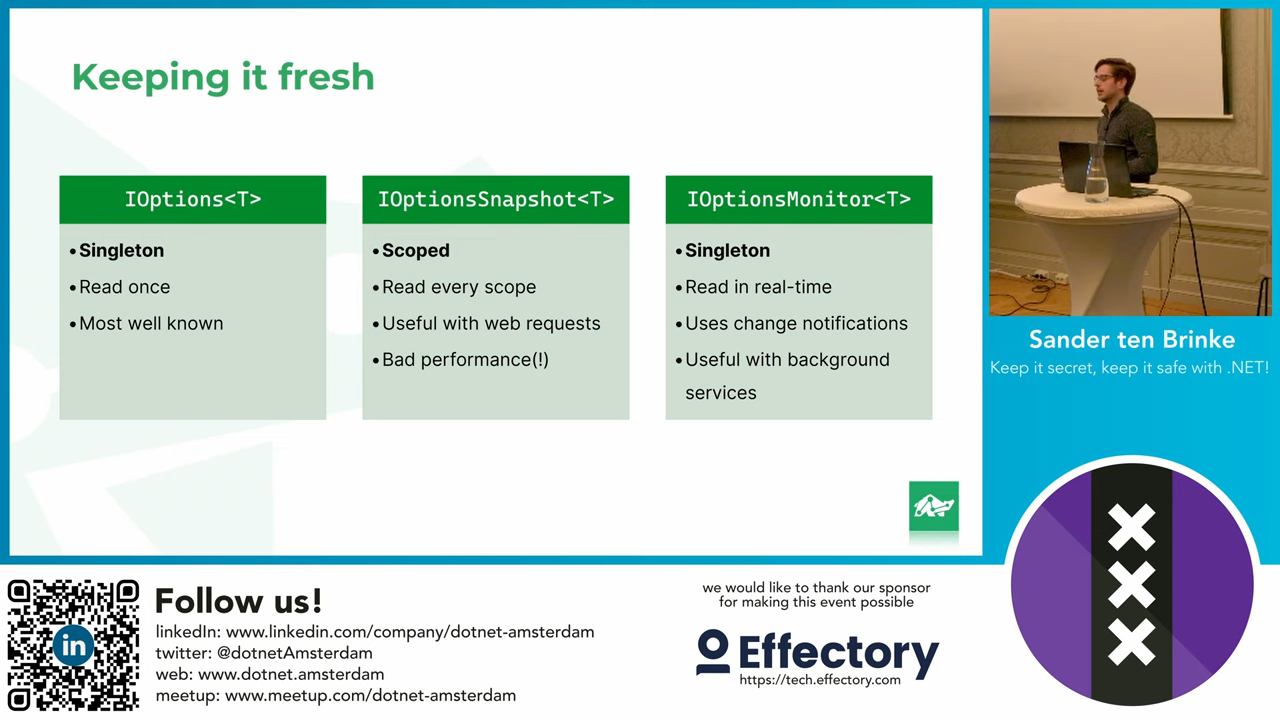 Keeping it fresh
IOptions<T>
•Singleton
•Read once
•Most well known
IOptionsSnapshot<T>
•Scoped
•Read every scope
•Useful with web requests
•Bad performance(!)
IOptionsMonitor<T>
•Singleton
•Read in real-time
•Uses change notifications
•Useful with background
services
Sander ten Brinke
Keep it secret, keep it safe with .NET!
in
Follow us!
linkedIn: www.linkedin.com/company/dotnet-amsterdam
twitter: @dotnetAmsterdam
web: www.dotnet.amsterdam
meetup: www.meetup.com/dotnet-amsterdam
we would like to thank our sponsor
for making this event possible
Effectory
https://tech.effectory.com